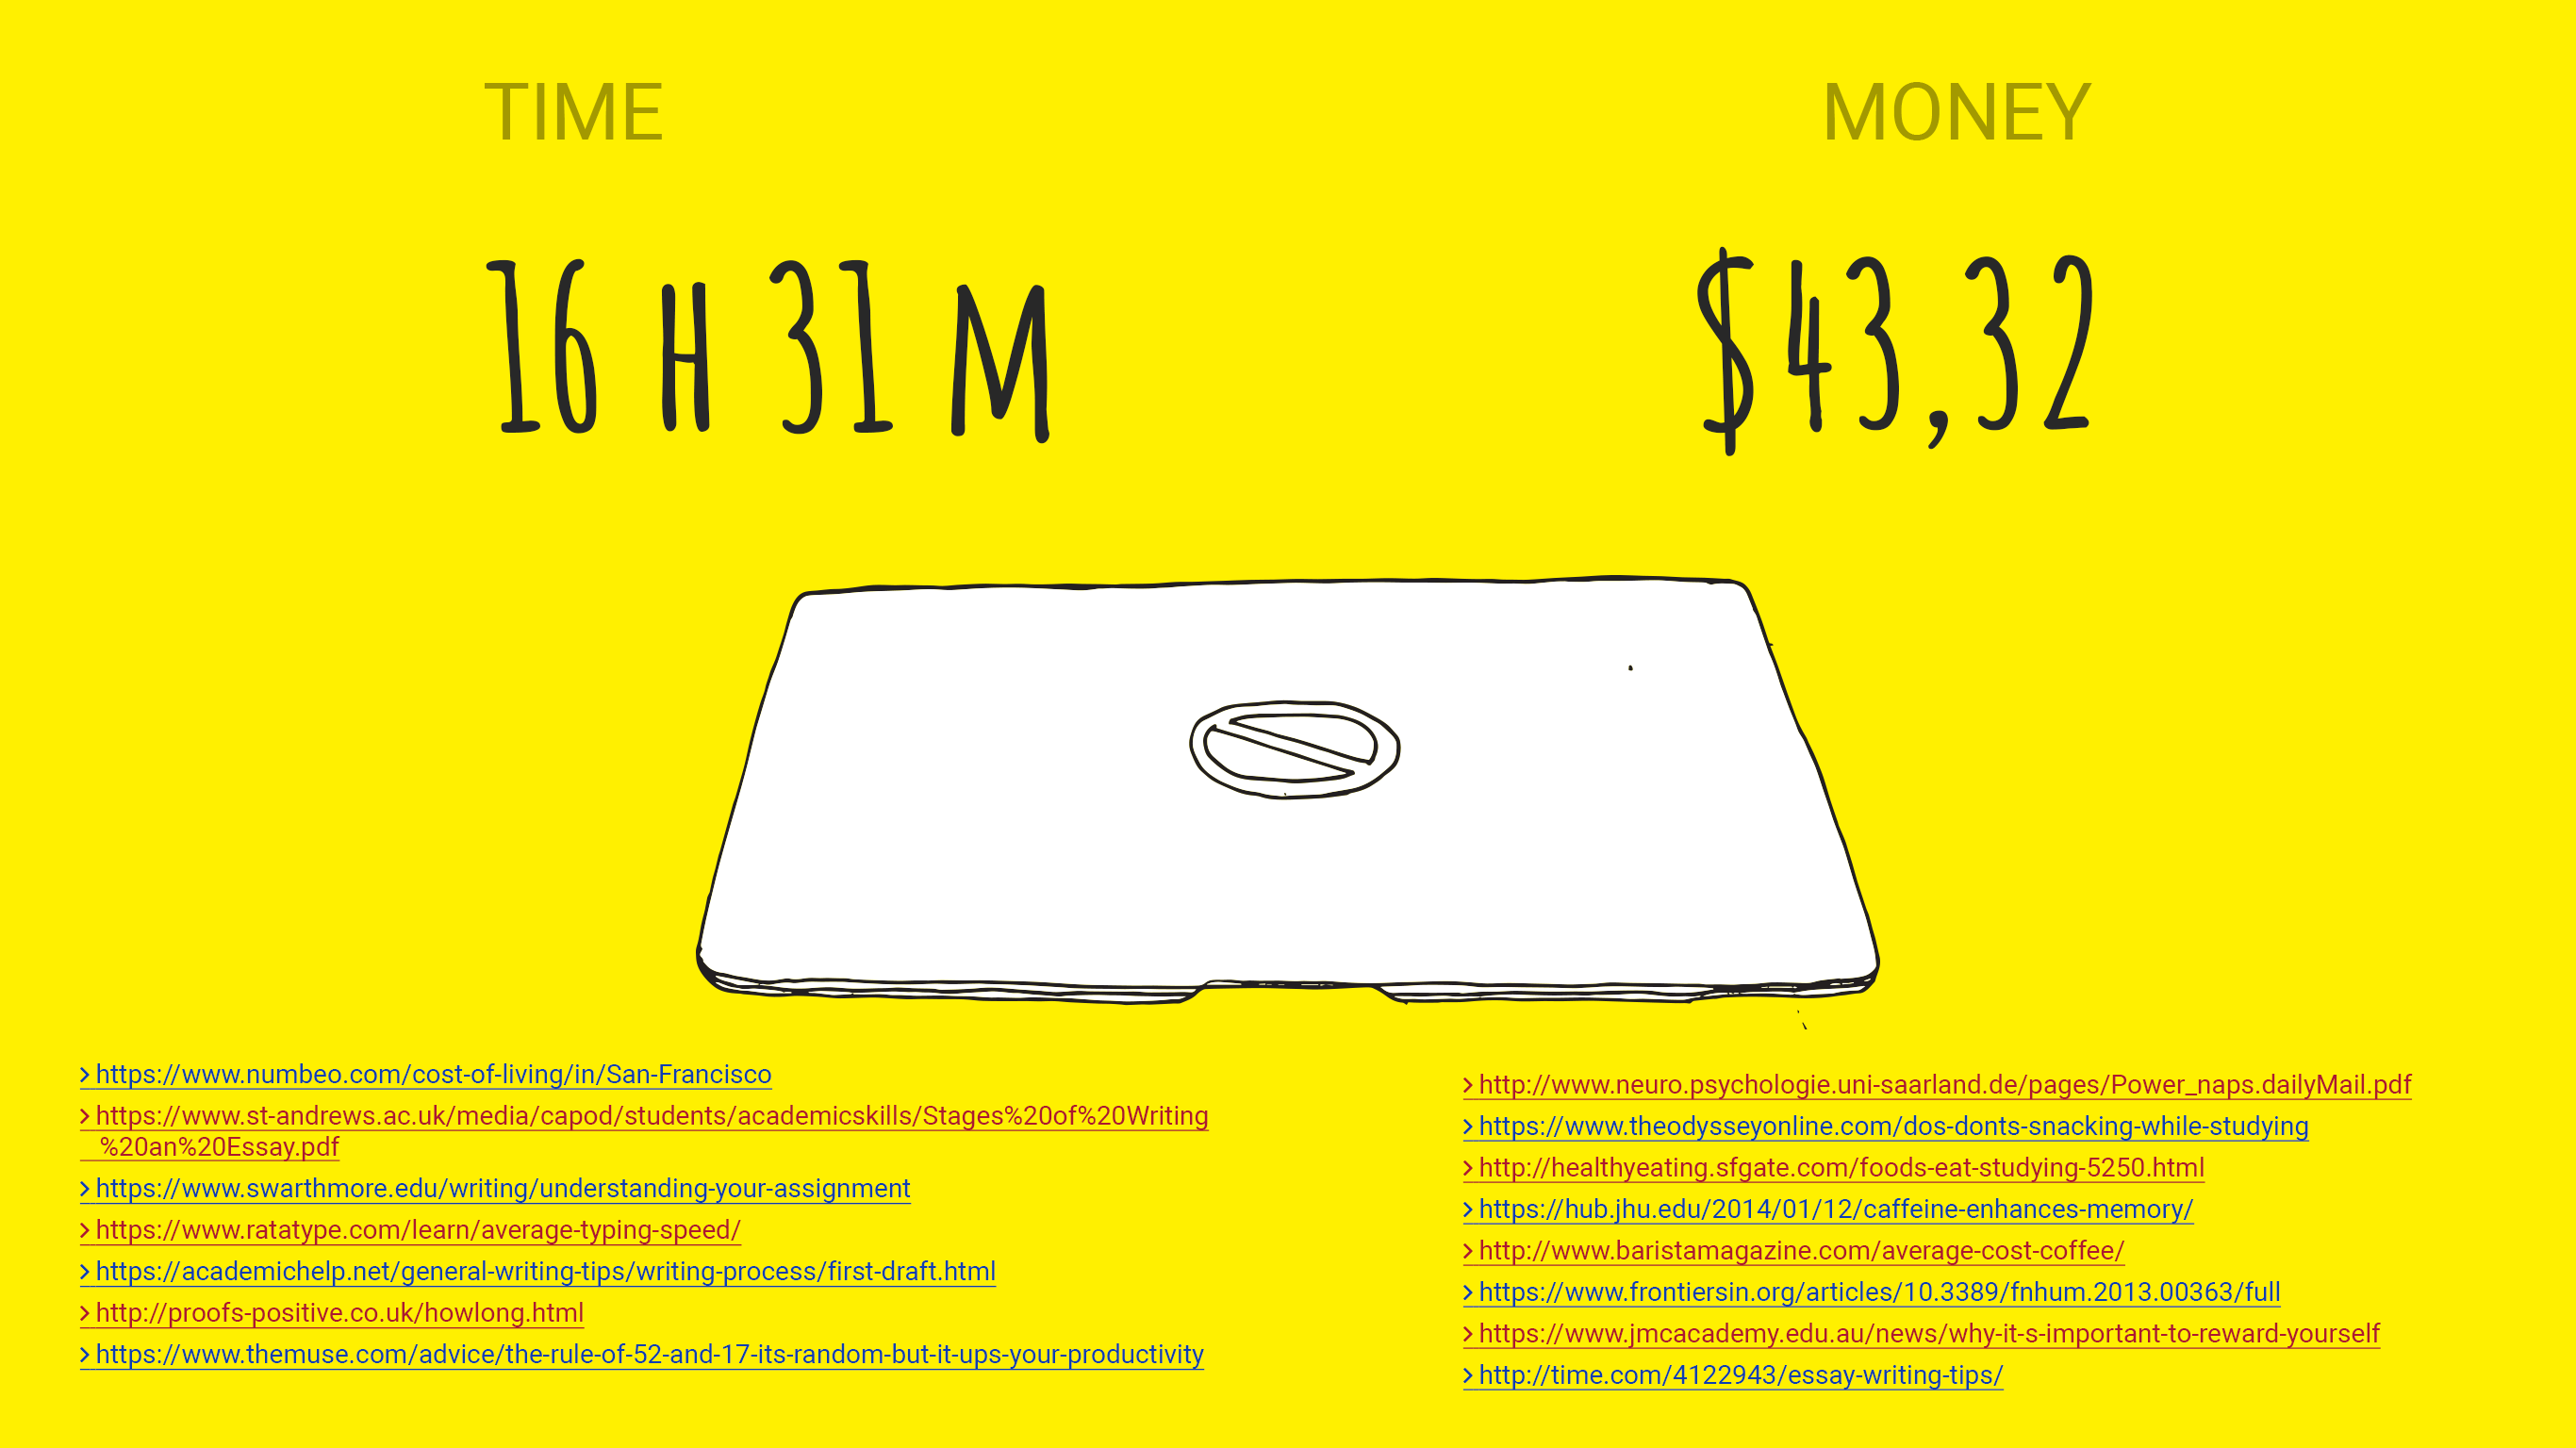 TIME
MONEY
16 H 31 M
$43,32
> https://www.numbeo.com/cost-of-living/in/San-Francisco
> https://www.st-andrews.ac.uk/media/capod/students/academicskills/Stages%20of%20Writing
%20an%20Essay.pdf
> https://www.swarthmore.edu/writing/understanding-your-assignment
> https://www.ratatype.com/learn/average-typing-speed/
> https://academichelp.net/general-writing-tips/writing-process/first-draft.html
> http://proofs-positive.co.uk/howlong.html
> https://www.themuse.com/advice/the-rule-of-52-and-17-its-random-but-it-ups-your-productivity
> http://www.neuro.psychologie.uni-saarland.de/pages/Power_naps.dailyMail.pdf
> https://www.theodysseyonline.com/dos-donts-snacking-while-studying
> http://healthyeating.sfgate.com/foods-eat-studying-5250.html
> https://hub.jhu.edu/2014/01/12/caffeine-enhances-memory/
> http://www.baristamagazine.com/average-cost-coffee/
> https://www.frontiersin.org/articles/10.3389/fnhum.2013.00363/full
> https://www.jmcacademy.edu.au/news/why-it-s-important-to-reward-yourself
> http://time.com/4122943/essay-writing-tips/